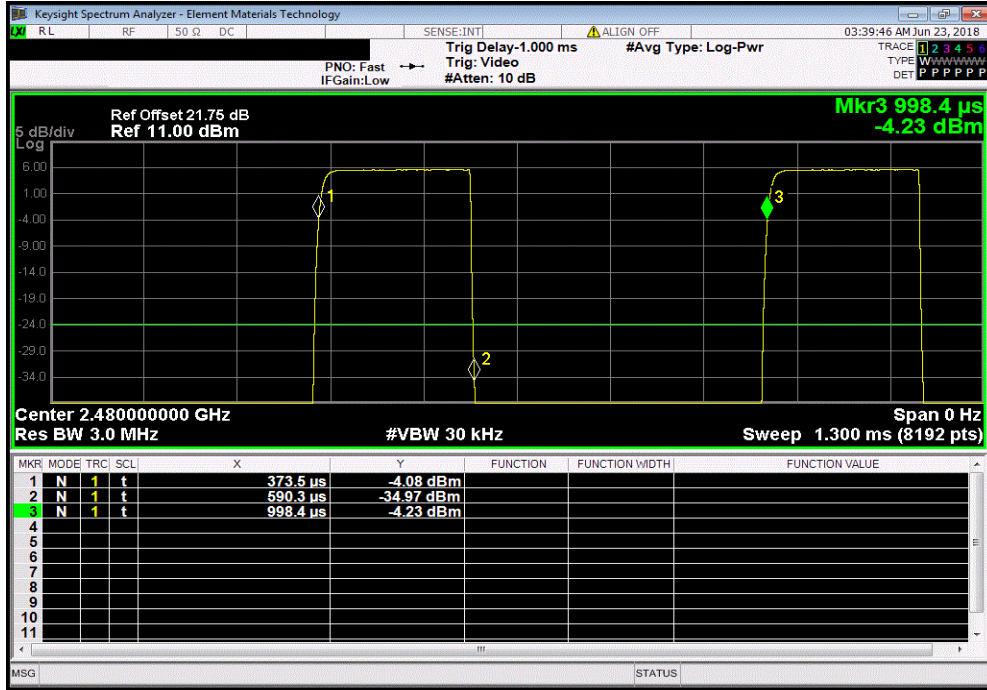 Keysight Spectrum Analyzer - Element Materials Technology
LXI RL RF 50 Ω DC SENSE:INT ALIGN OFF 03:39:46 AM Jun 23, 2018
Trig Delay-1.000 ms #Avg Type: Log-Pwr TRACE 1 2 3 4 5 6
PNO: Fast Trig: Video TYPE WWWWWW
IFGain:Low #Atten: 10 dB DET P P P P P P
Mkr3 998.4 µs
-4.23 dBm
Ref Offset 21.75 dB
5 dB/div Ref 11.00 dBm
Log
6.00
1.00
-4.00
-9.00
-14.0
-19.0
-24.0
-29.0
-34.0
1
2
3
Center 2.480000000 GHz Span 0 Hz
Res BW 3.0 MHz #VBW 30 kHz Sweep 1.300 ms (8192 pts)
MKR MODE TRC SCL X Y FUNCTION FUNCTION WIDTH FUNCTION VALUE
1 N 1 t 373.5 µs -4.08 dBm
2 N 1 t 590.3 µs -34.97 dBm
3 N 1 t 998.4 µs -4.23 dBm
4
5
6
7
8
9
10
11
MSG STATUS